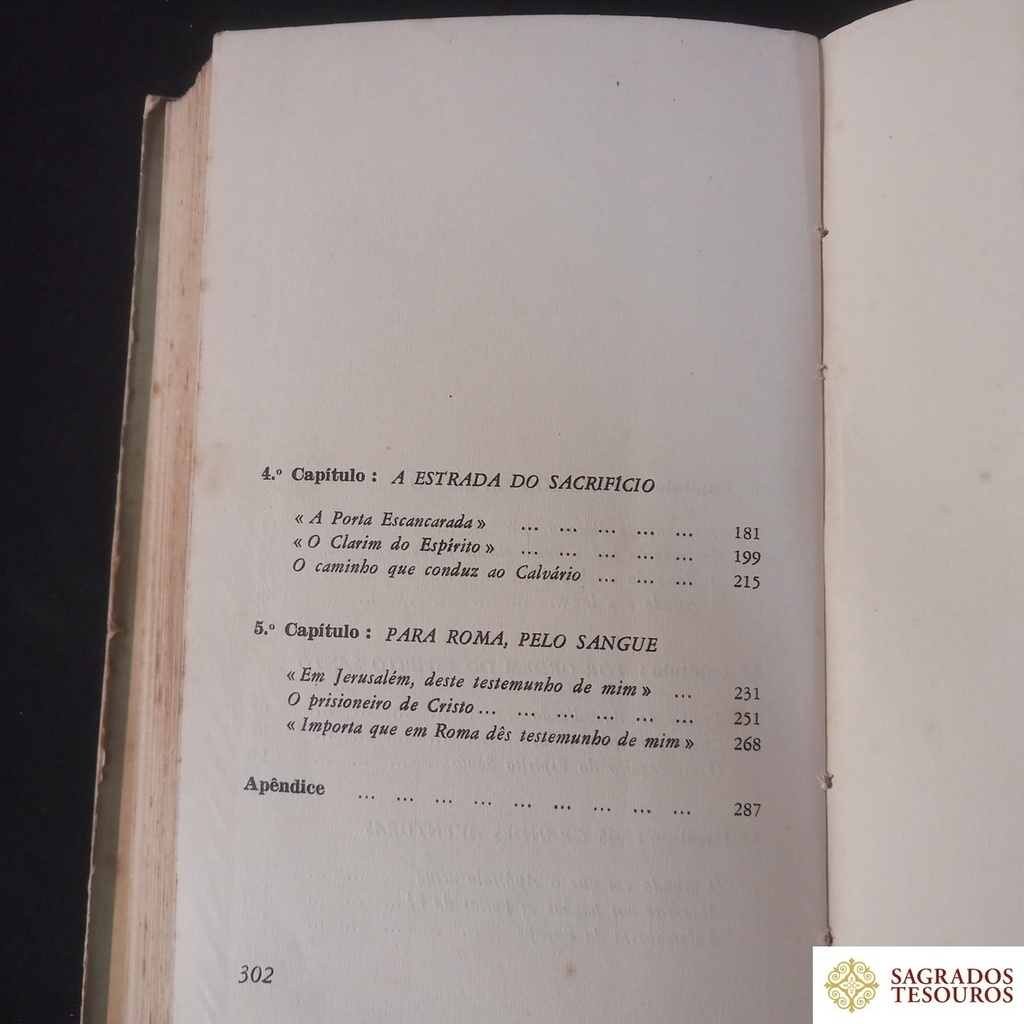 4.º Capítulo : A ESTRADA DO SACRIFÍCIO
« A Porta Escancarada » ... ... ... ... ... 181
« O Clarim do Espírito » ... ... ... ... ... 199
O caminho que conduz ao Calvário ... ... ... 215
5.º Capítulo : PARA ROMA, PELO SANGUE
« Em Jerusalém, deste testemunho de mim » ... 231
O prisioneiro de Cristo ... ... ... ... ... ... 251
« Importa que em Roma dês testemunho de mim » 268
Apêndice ... ... ... ... ... ... ... ... ... 287
302
SAGRADOS
TESOUROS